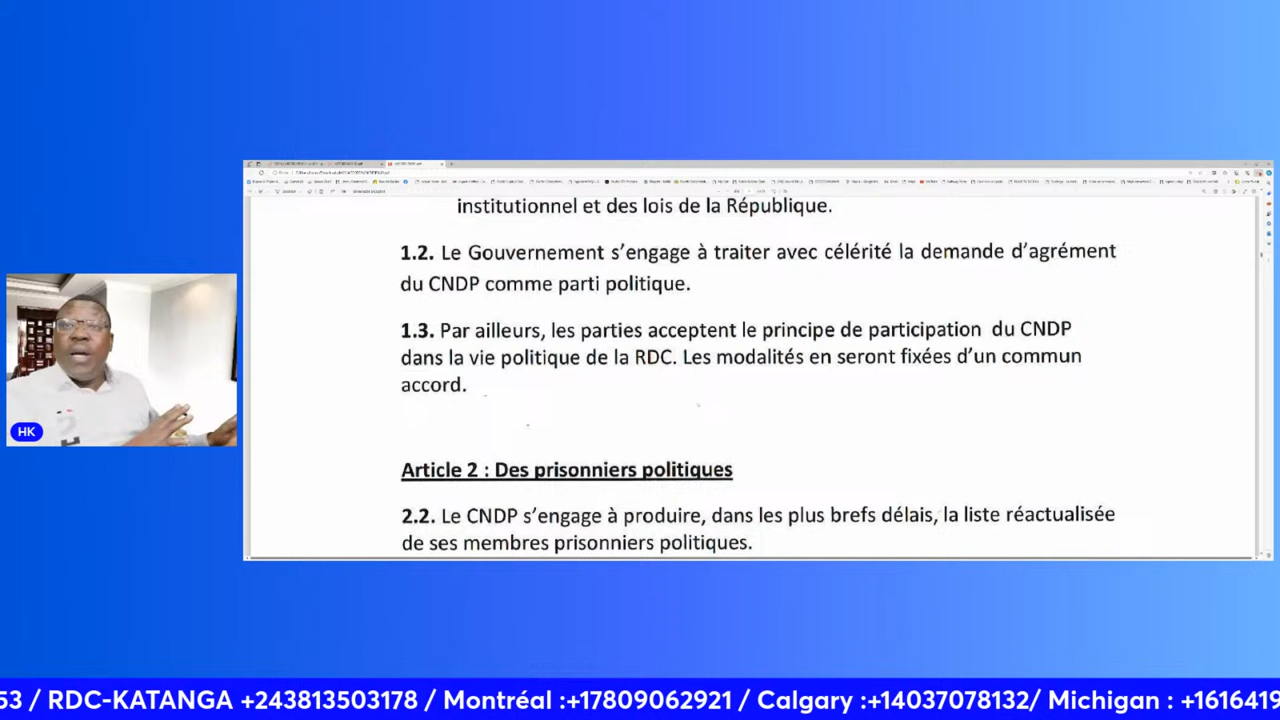 institutionnel et des lois de la République.
1.2. Le Gouvernement s'engage à traiter avec célérité la demande d'agrément
du CNDP comme parti politique.
1.3. Par ailleurs, les parties acceptent le principe de participation du CNDP
dans la vie politique de la RDC. Les modalités en seront fixées d'un commun
accord.
Article 2 : Des prisonniers politiques
2.2. Le CNDP s'engage à produire, dans les plus brefs délais, la liste réactualisée
de ses membres prisonniers politiques.
HK
53 / RDC-KATANGA +243813503178 / Montréal :+17809062921 / Calgary :+14037078132/ Michigan : +1616419